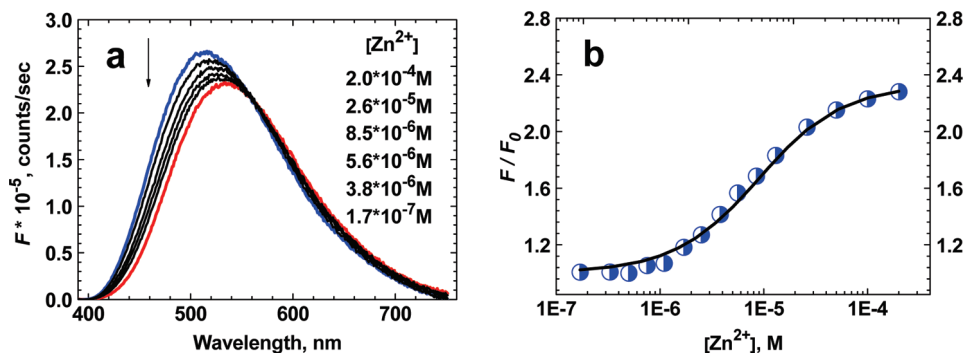 a
[Zn2+]
2.0*10-4M
2.6*10-5M
8.5*10-6M
5.6*10-6M
3.8*10-6M
1.7*10-7M
F * 10-5, counts/sec
3.0
2.5
2.0
1.5
1.0
0.5
0.0
400 500 600 700
Wavelength, nm
b
F / F0
2.8
2.4
2.0
1.6
1.2
2.8
2.4
2.0
1.6
1.2
1E-7 1E-6 1E-5 1E-4
[Zn2+], M